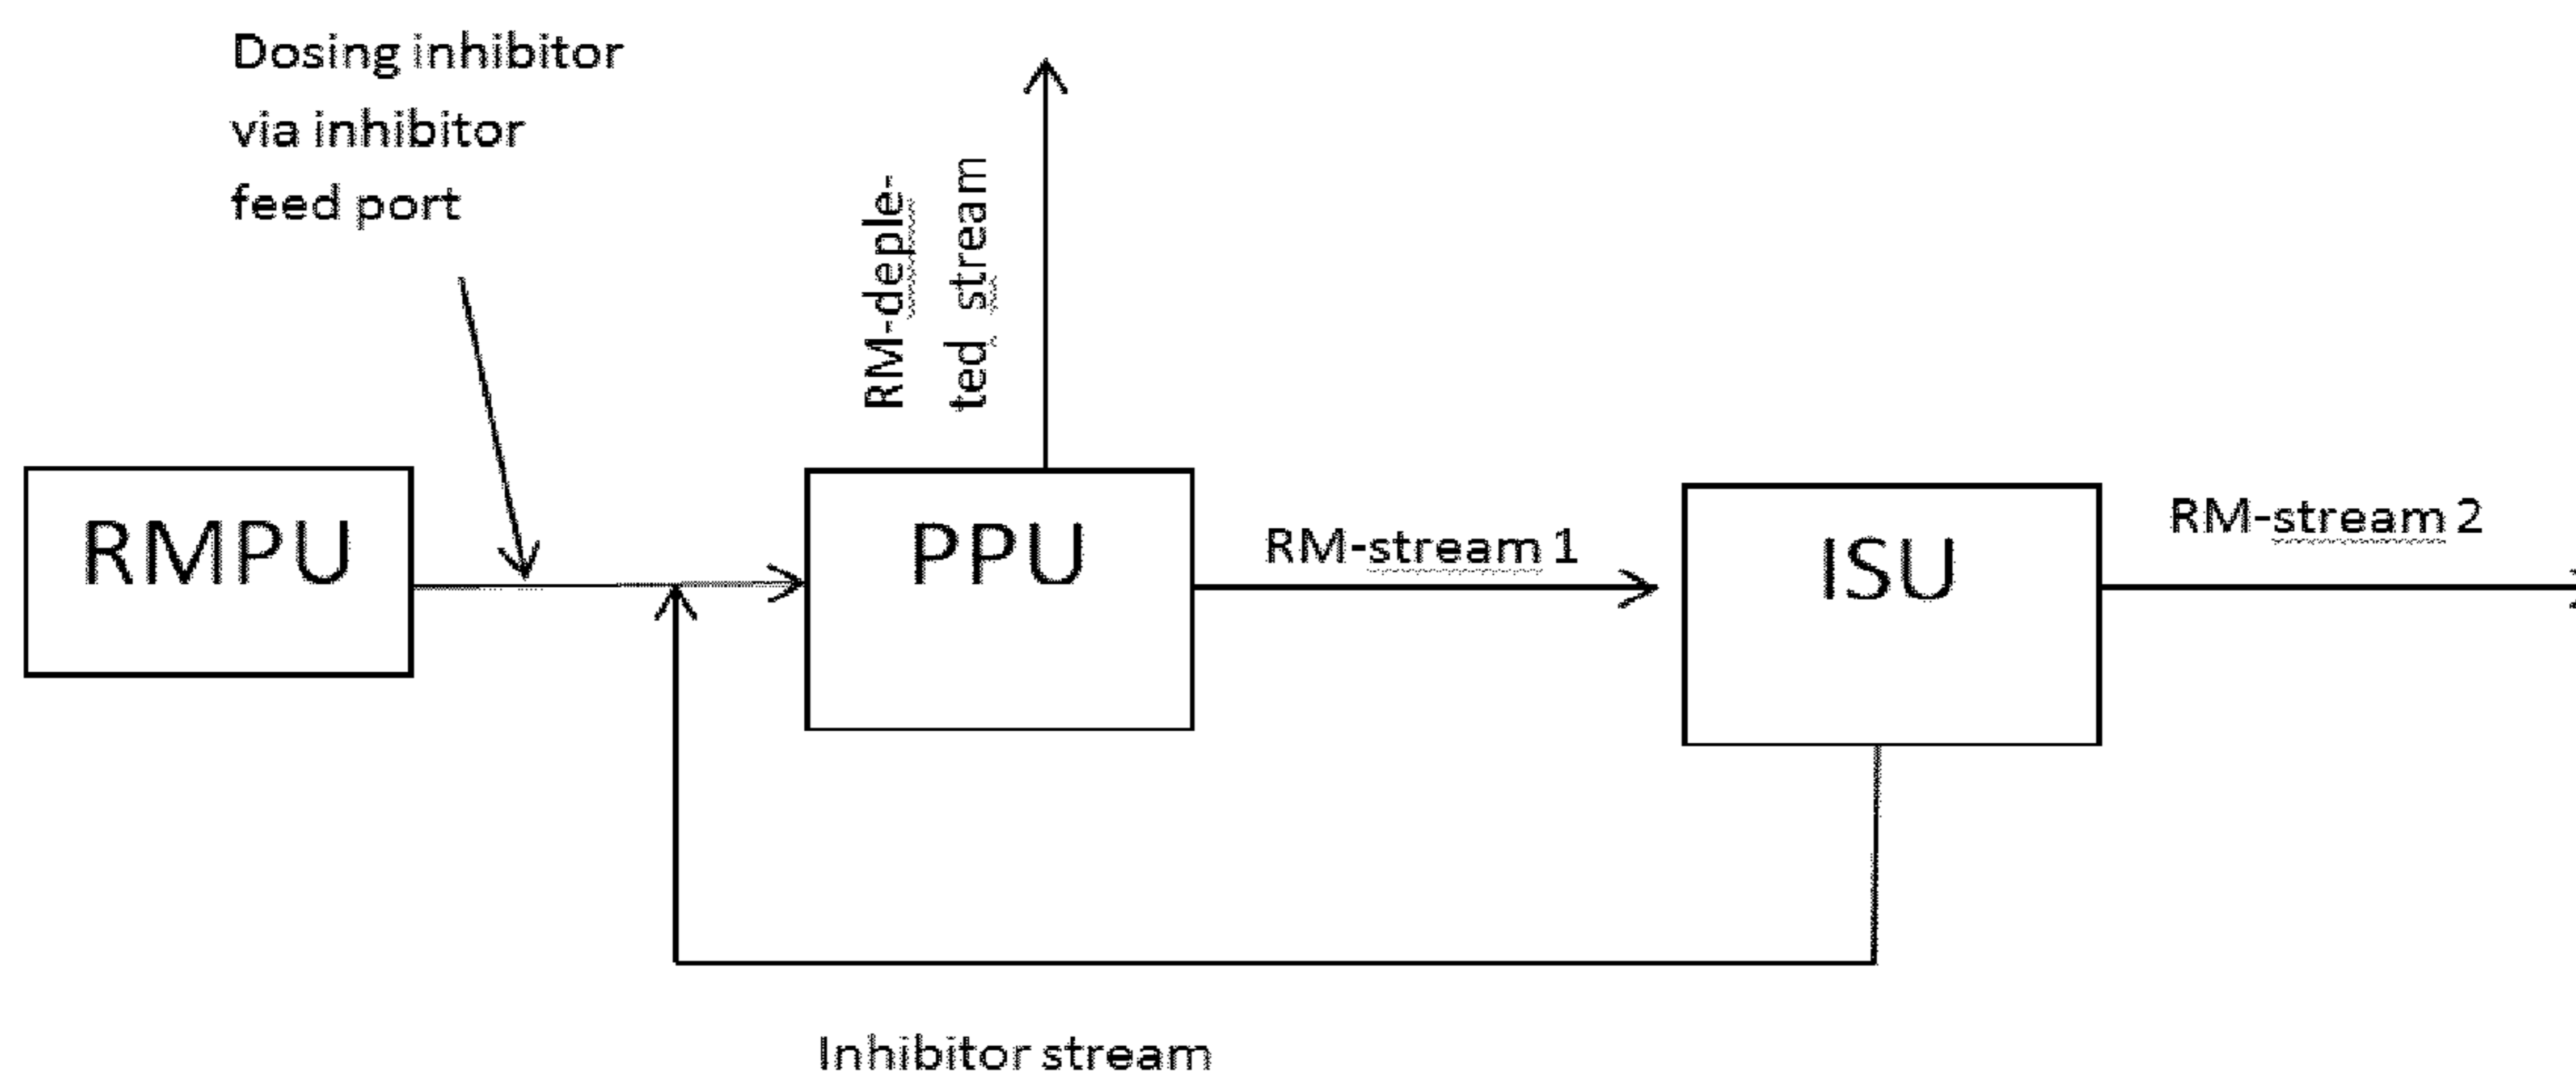 Dosing inhibitor
via inhibitor
feed port
RM-deple-
ted stream
RMPU
PPU
RM-stream 1
ISU
RM-stream 2
Inhibitor stream